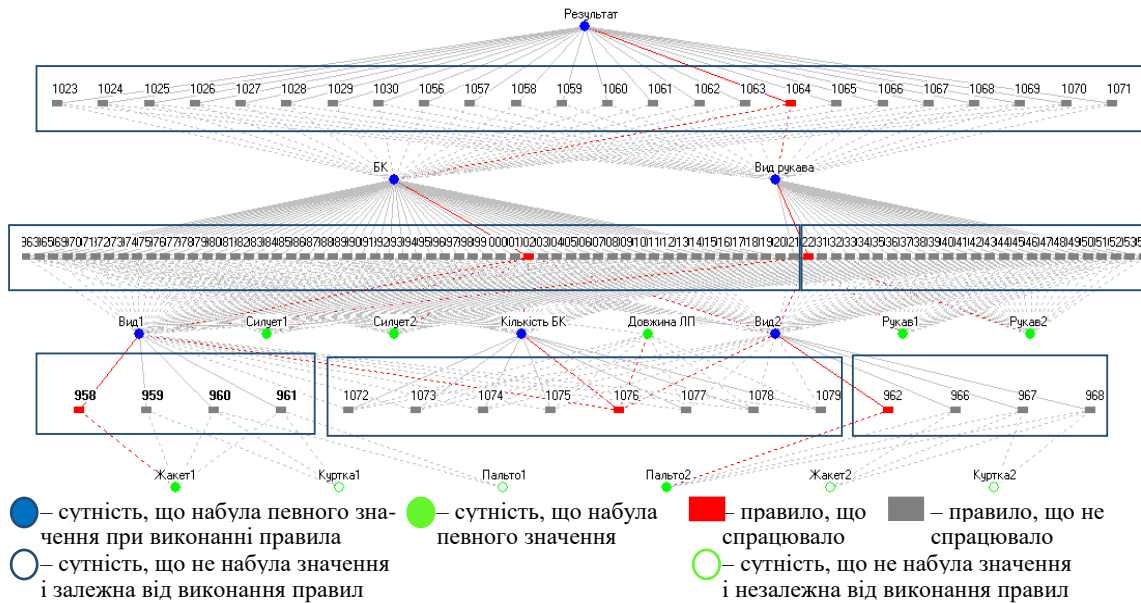 Результат
1023 1024 1025 1026 1027 1028 1029 1030 1056 1057 1058 1059 1060 1061 1062 1063 1064 1065 1066 1067 1068 1069 1070 1071
БК Вид рукава
Вид1 Силует1 Силует2 Кількість БК Довжина ЛП Вид2 Рукав1 Рукав2
958 959 960 961 1072 1073 1074 1075 1076 1077 1078 1079 962 966 967 968
Жакет1 Куртка1 Пальто1 Пальто2 Жакет2 Куртка2
– сутність, що набула певного зна-
чення при виконанні правила
– сутність, що набула
певного значення
– правило, що
спрацювало
– правило, що не
спрацювало
– сутність, що не набула значення
і залежна від виконання правил
– сутність, що не набула значення
і незалежна від виконання правил